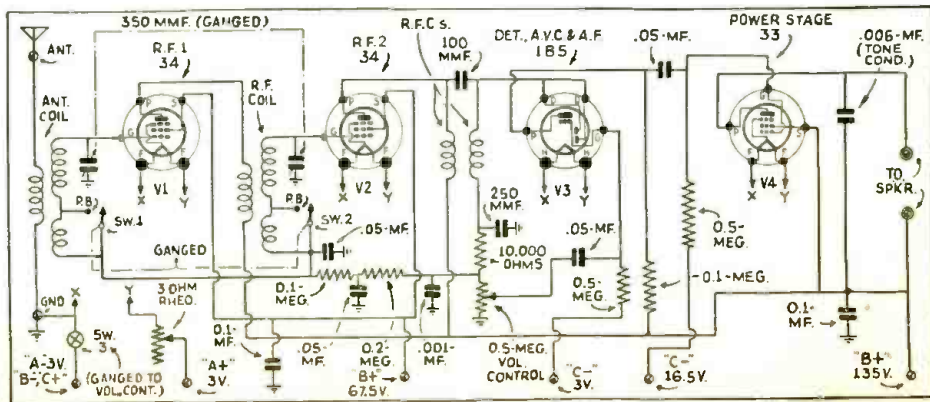 350 MMF. (GANGED)
ANT.
R.F.1
34
R.F.2
34
R.F.C s.
100
MMF.
DET., A.V.C & A.F.
1B5
.05-MF.
POWER STAGE
33
.006-MF.
(TONE
COND.)
ANT.
COIL
R.F.
COIL
P
S
G
F
F
P
S
G
F
F
P
G
H
H
G
P
S
F
F
X
Y
V1
X
Y
V2
X
Y
V3
X
Y
V4
P.B.)
SW.1
P.B.)
SW.2
.05-MF.
250
MMF.
10,000
OHMS
.05-MF.
0.5-
MEG.
0.5-
MEG.
0.1-MEG.
TO
SPKR.
GANGED
3 OHM
RHEO.
0.1-
MEG.
GND
X
Y
SW.
3
(GANGED TO
VOL. CONT.)
"A-3V.
"B-, C+"
"A+"
3V.
0.1-
MF.
.05-
MF.
0.2-
MEG.
"B+"
67.5V.
.001-
MF.
0.5-MEG.
VOL.
CONTROL
"C-"
3V.
"C-"
16.5V.
0.1-
MF.
"B+"
135V.